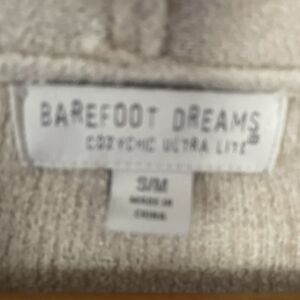 BAREFOOT DREAMS®
COZYCHIC ULTRA LITE®
S/M
MADE IN
CHINA